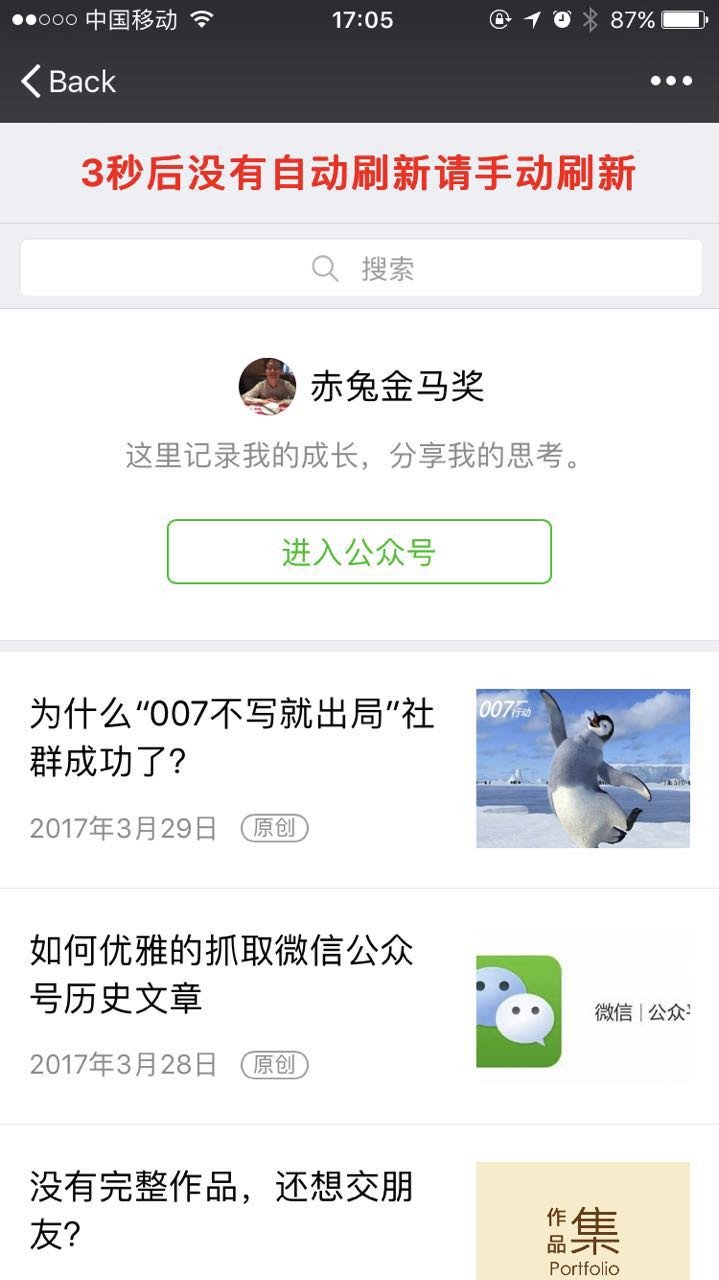 中国移动 17:05 87%
Back
3秒后没有自动刷新请手动刷新
搜索
赤兔金马奖
这里记录我的成长，分享我的思考。
进入公众号
为什么“007不写就出局”社
群成功了？
2017年3月29日 原创
007行动
如何优雅的抓取微信公众
号历史文章
2017年3月28日 原创
微信 | 公众
没有完整作品，还想交朋
友？
作品集
Portfolio